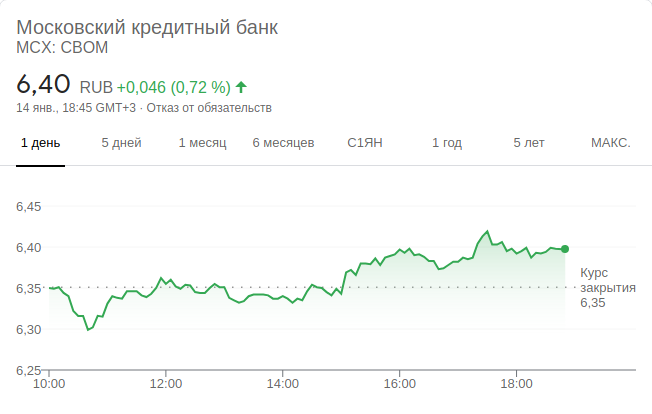 Московский кредитный банк
MCX: CBOM
6,40 RUB +0,046 (0,72 %)
14 янв., 18:45 GMT+3 · Отказ от обязательств
1 день 5 дней 1 месяц 6 месяцев С1ЯН 1 год 5 лет МАКС.
6,45
6,40
6,35
6,30
6,25
Курс
закрытия
6,35
10:00 12:00 14:00 16:00 18:00